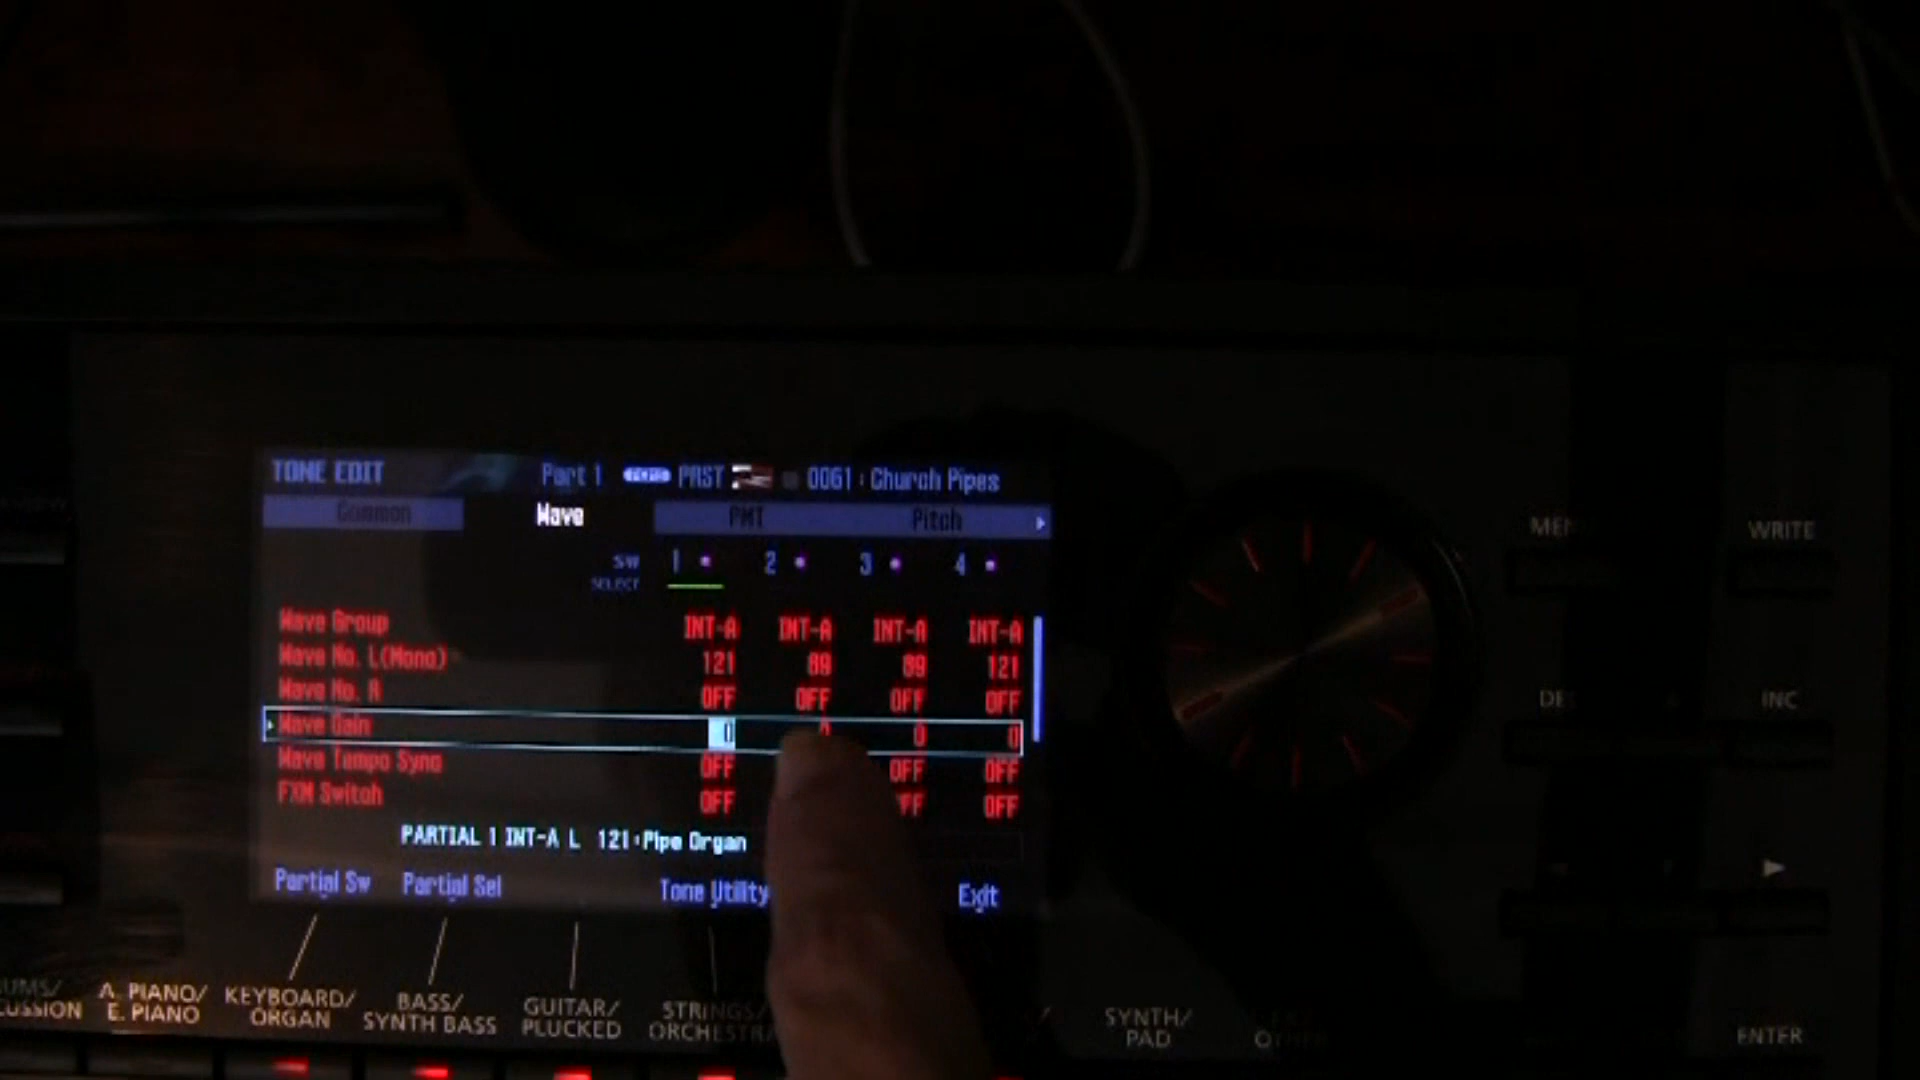 TONE EDIT Part 1 PRST 0061 : Church Pipes
Common Wave PMT Pitch
SW 1 2 3 4
SELECT
Wave Group INT-A INT-A INT-A INT-A
Wave No. L(Mono) 121 89 89 121
Wave No. R OFF OFF OFF OFF
Wave Gain 0 0 0 0
Wave Tempo Sync OFF OFF OFF
FXM Switch OFF FF OFF
PARTIAL 1 INT-A L 121:Pipe Organ
Partial Sw Partial Sel Tone Utility Exit
A. PIANO/
E. PIANO
KEYBOARD/
ORGAN
BASS/
SYNTH BASS
GUITAR/
PLUCKED
STRINGS/
ORCHESTRA
SYNTH/
PAD
MEN
WRITE
DE
INC
ENTER